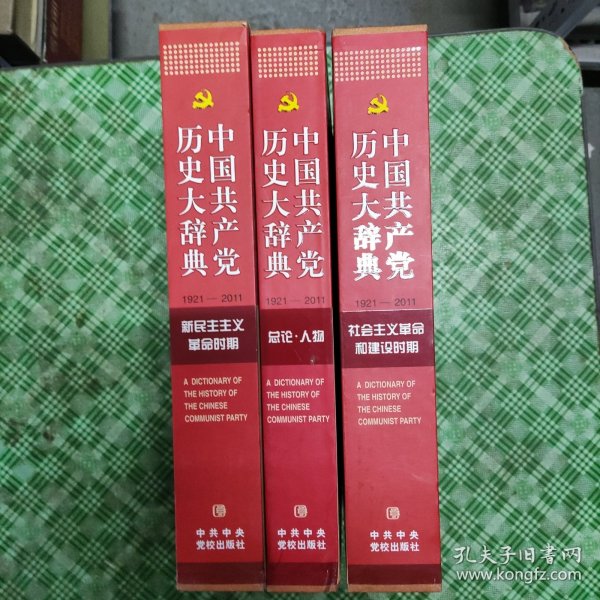 中国共产党
历史大辞典
1921—2011
新民主主义
革命时期
A DICTIONARY OF
THE HISTORY OF
THE CHINESE
COMMUNIST PARTY
中共中央
党校出版社
中国共产党
历史大辞典
1921—2011
总论·人物
A DICTIONARY OF
THE HISTORY OF
THE CHINESE
COMMUNIST PARTY
中共中央
党校出版社
中国共产党
历史大辞典
1921—2011
社会主义革命
和建设时期
A DICTIONARY OF
THE HISTORY OF
THE CHINESE
COMMUNIST PARTY
中共中央
党校出版社
孔夫子旧书网
www.kongfz.com